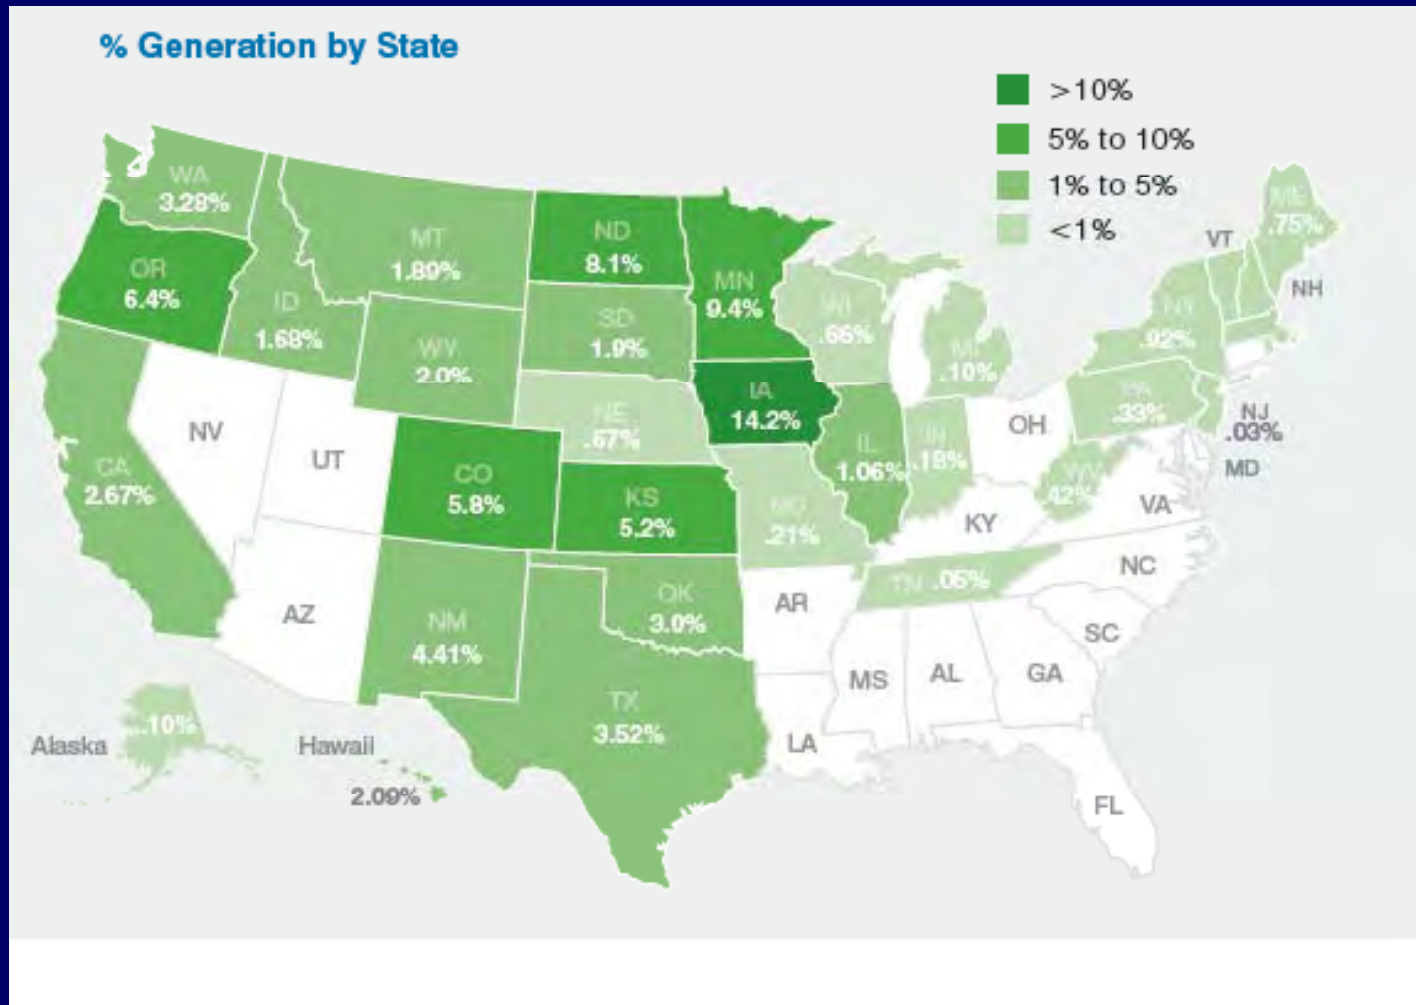 % Generation by State
>10%
5% to 10%
1% to 5%
<1%
WA
3.28%
MT
1.89%
ND
8.1%
MN
9.4%
OR
6.4%
ID
1.68%
WY
2.0%
SD
1.9%
WI
.66%
MI
.10%
NY
.92%
VT
ME
.75%
NH
IA
14.2%
NE
.67%
NV
UT
CA
2.67%
CO
5.8%
KS
5.2%
MO
.21%
IL
1.06%
IN
.18%
OH
PA
.33%
NJ
.03%
MD
WV
.42%
VA
KY
NC
TN .06%
AZ
NM
4.41%
OK
3.0%
AR
SC
MS
AL
GA
TX
3.52%
LA
FL
Alaska
.10%
Hawaii
2.09%